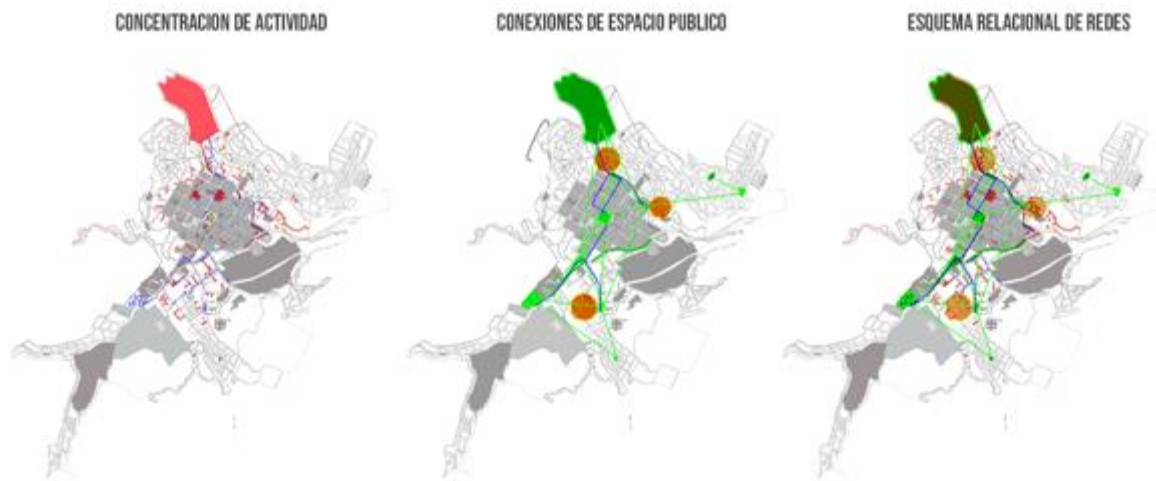 CONCENTRACION DE ACTIVIDAD
CONEXIONES DE ESPACIO PUBLICO
ESQUEMA RELACIONAL DE REDES